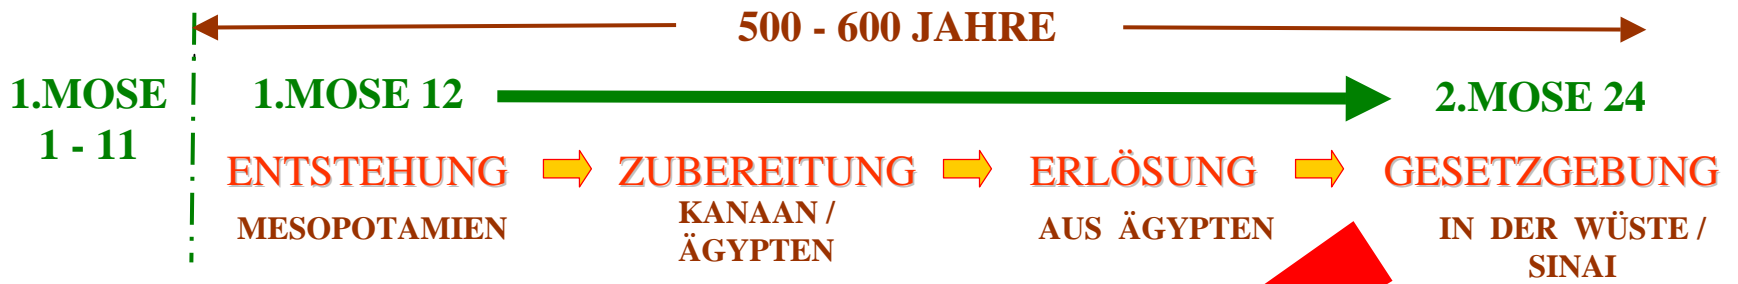 500 - 600 JAHRE
1.MOSE
1 - 11
1.MOSE 12
2.MOSE 24
ENTSTEHUNG
ZUBEREITUNG
ERLÖSUNG
GESETZGEBUNG
MESOPOTAMIEN
KANAAN /
ÄGYPTEN
AUS ÄGYPTEN
IN DER WÜSTE /
SINAI